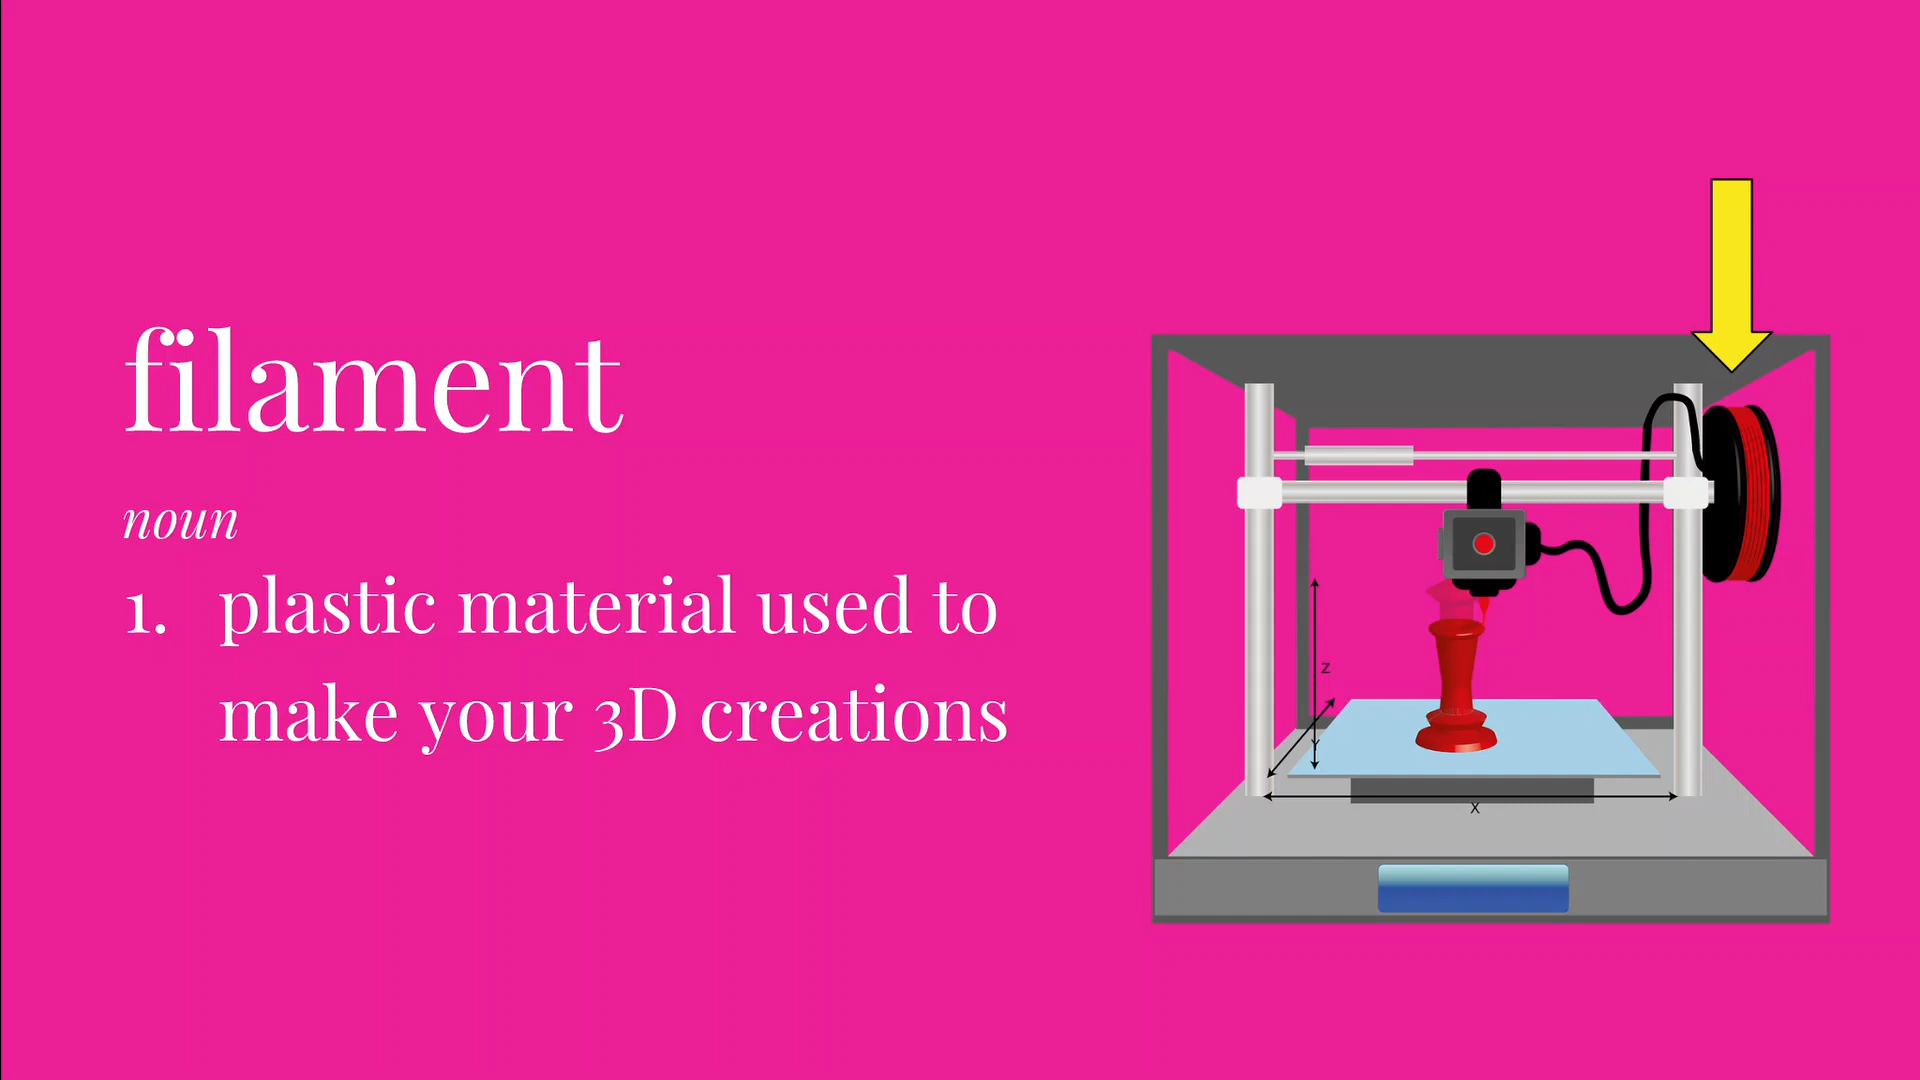 filament
noun
1. plastic material used to
make your 3D creations
Z
Y
X